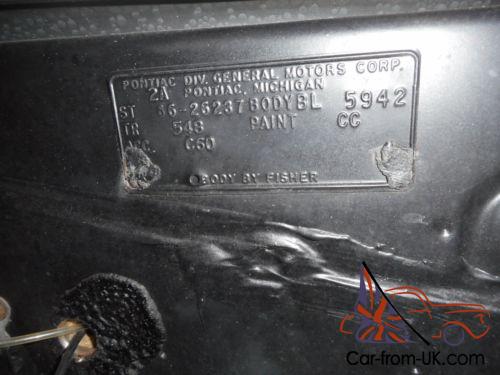 PONTIAC DIV. GENERAL MOTORS CORP.
2A PONTIAC, MICHIGAN
ST 66-26237 BODY BL 5942
TR 548 PAINT CC
ACC. C60
BODY BY FISHER
Car-from-UK.com